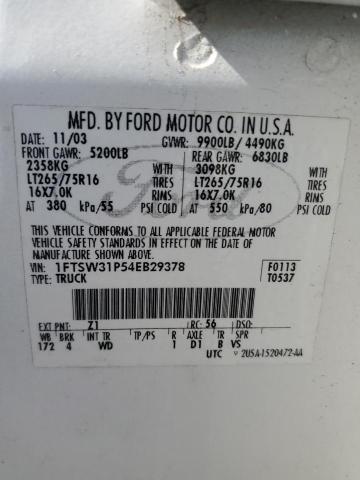 MFD. BY FORD MOTOR CO. IN U.S.A.
DATE: 11/03 GVWR: 9900LB/ 4490KG
FRONT GAWR: 5200LB REAR GAWR: 6830LB
2358KG WITH 3098KG WITH
LT265/75R16 TIRES LT265/75R16 TIRES
16X7.0K RIMS 16X7.0K RIMS
AT 380 kPa/55 PSI COLD AT 550 kPa/80 PSI COLD
THIS VEHICLE CONFORMS TO ALL APPLICABLE FEDERAL MOTOR
VEHICLE SAFETY STANDARDS IN EFFECT ON THE DATE OF
MANUFACTURE SHOWN ABOVE.
VIN: 1FTSW31P54EB29378 F0113
TYPE: TRUCK T0537
EXT PNT: Z1 RC: 56 DSO:
WB BRK INT TR TP/PS R AXLE TR SPR
172 4 WD 1 D1 B VS
UTC ▽ 2U5A-1520472-AA
Ford